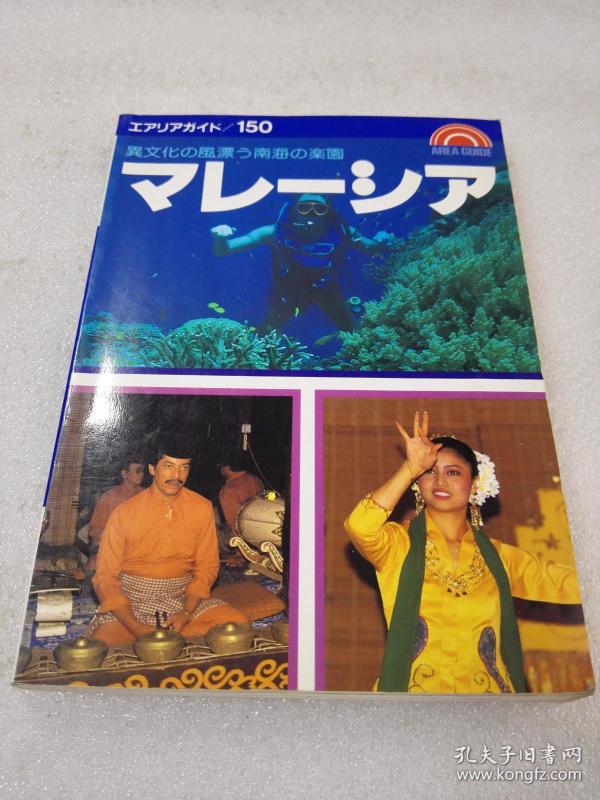 エアリアガイド／150
AREA GUIDE
異文化の風漂う南海の楽園
マレーシア
孔夫子旧书网
www.kongfz.com